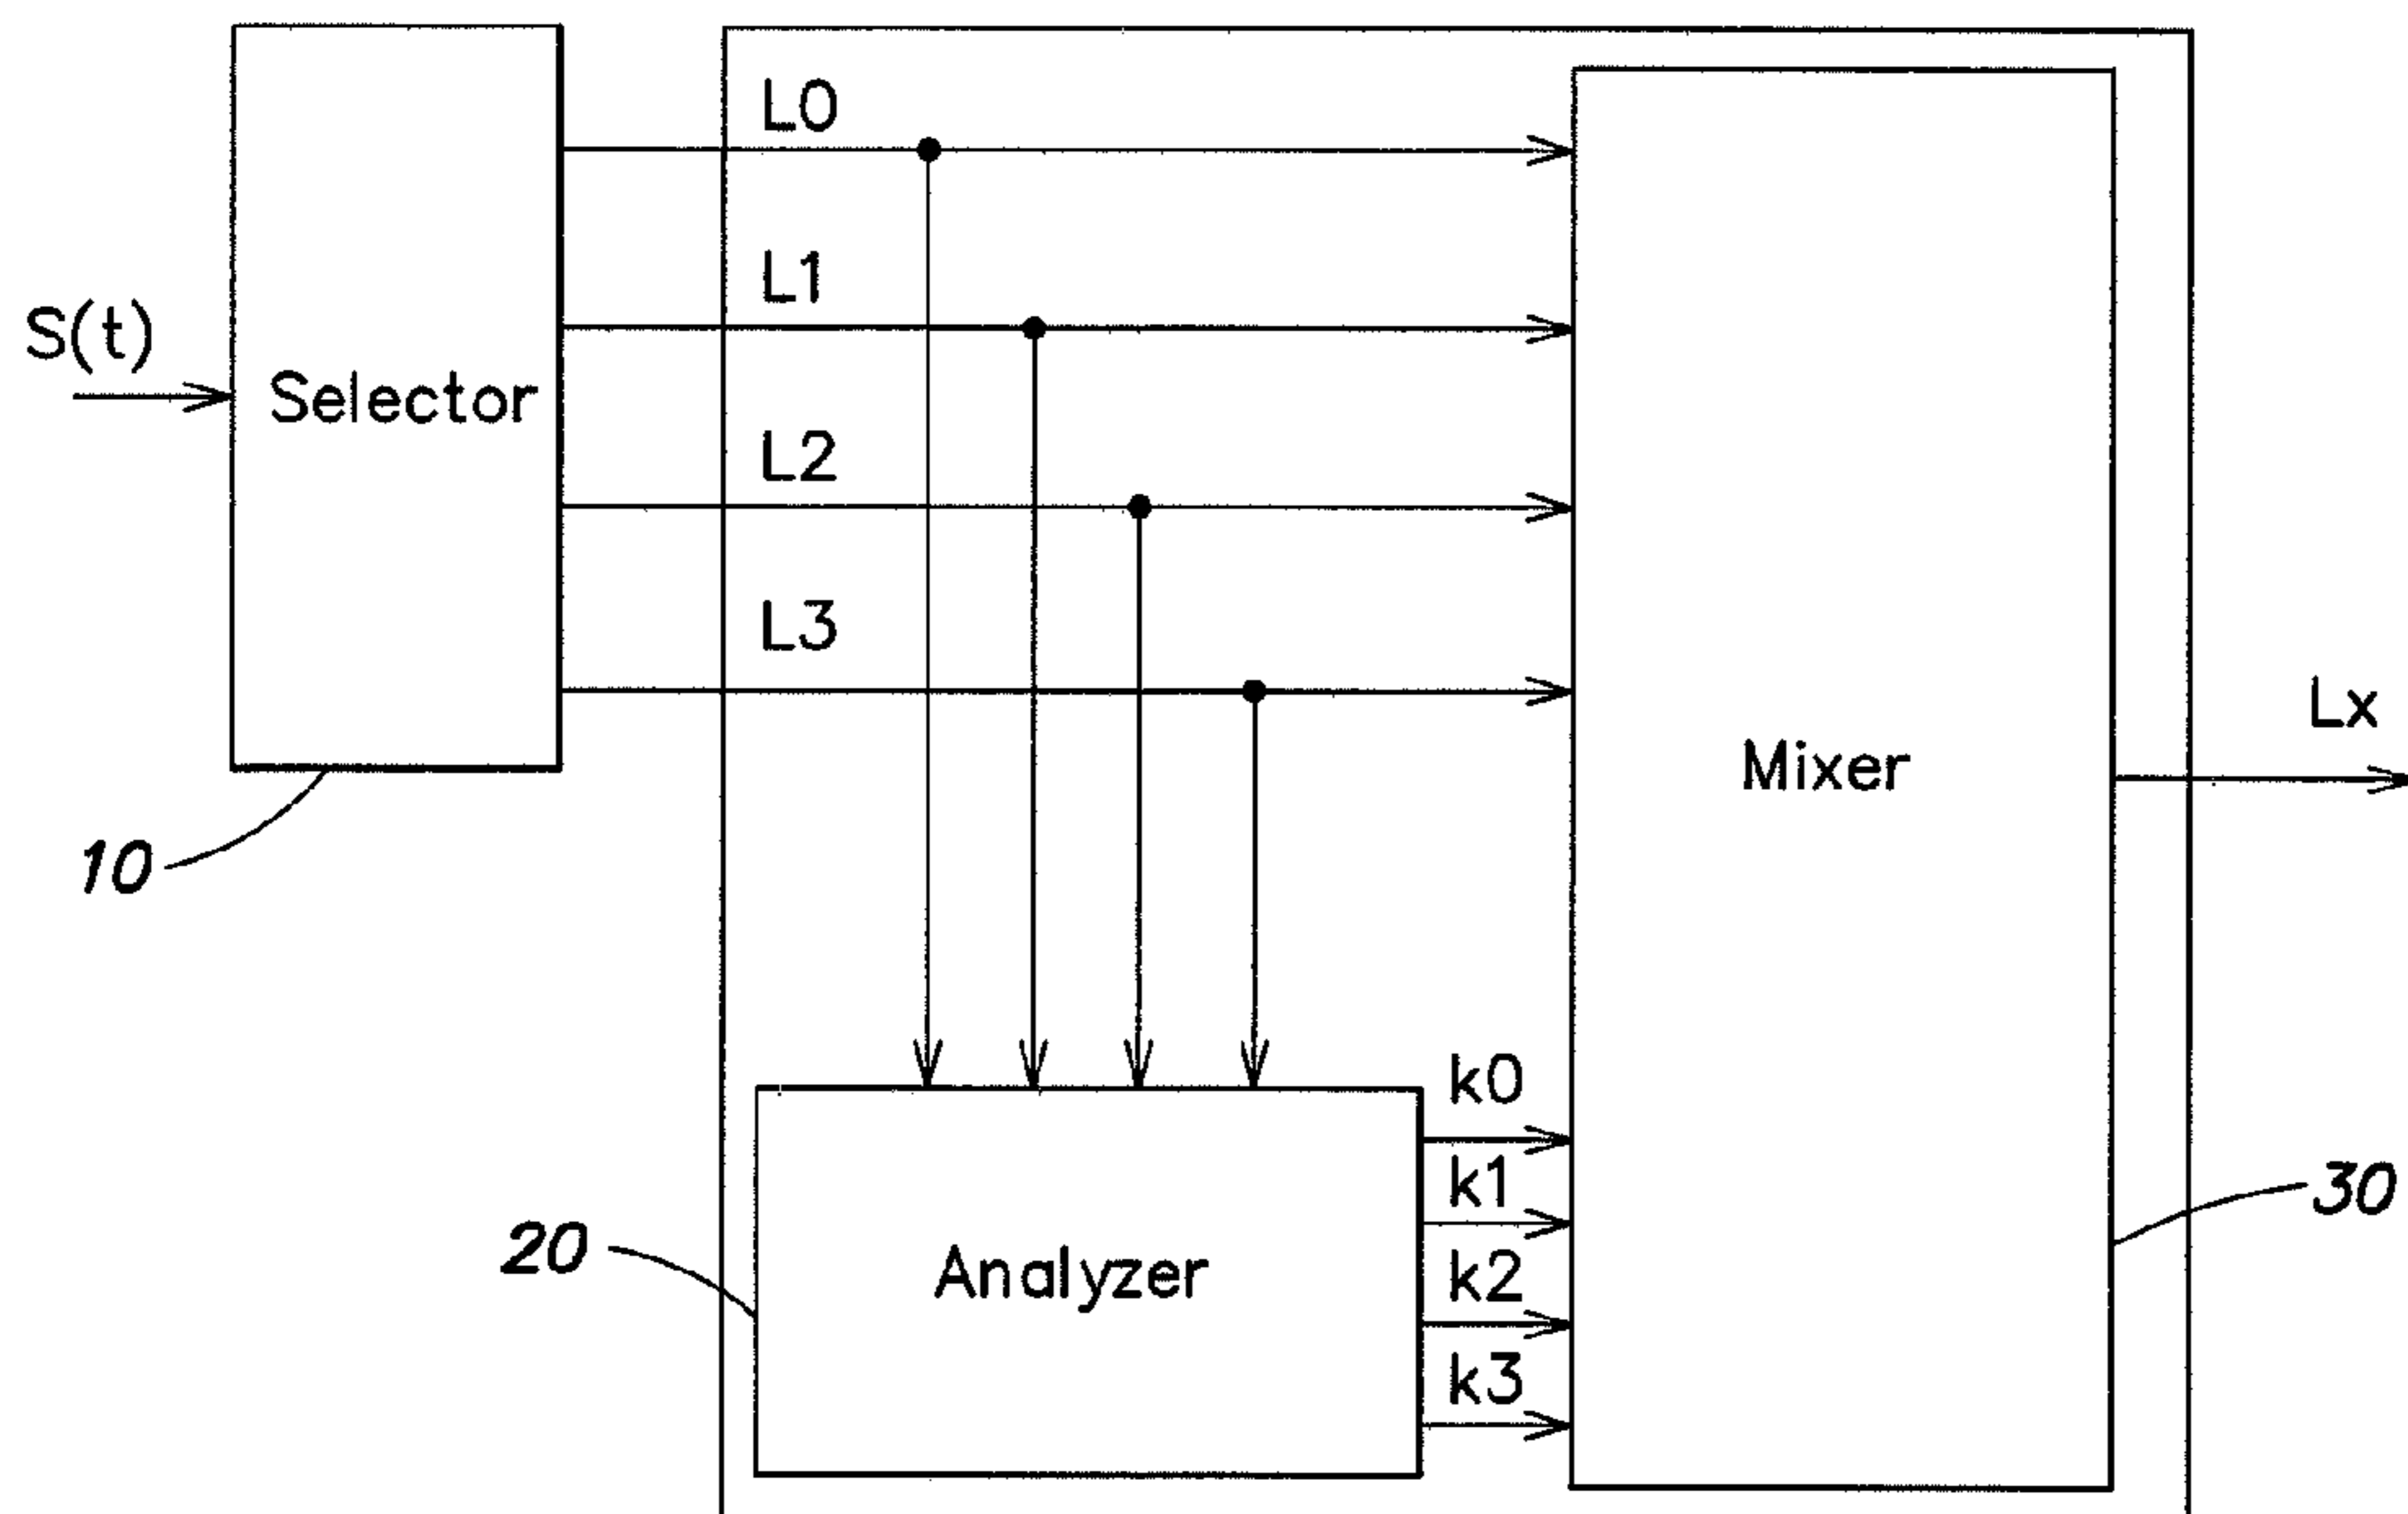 L0
L1
S(t)
Selector
L2
L3
Lx
Mixer
10
k0
k1
30
20
Analyzer
k2
k3